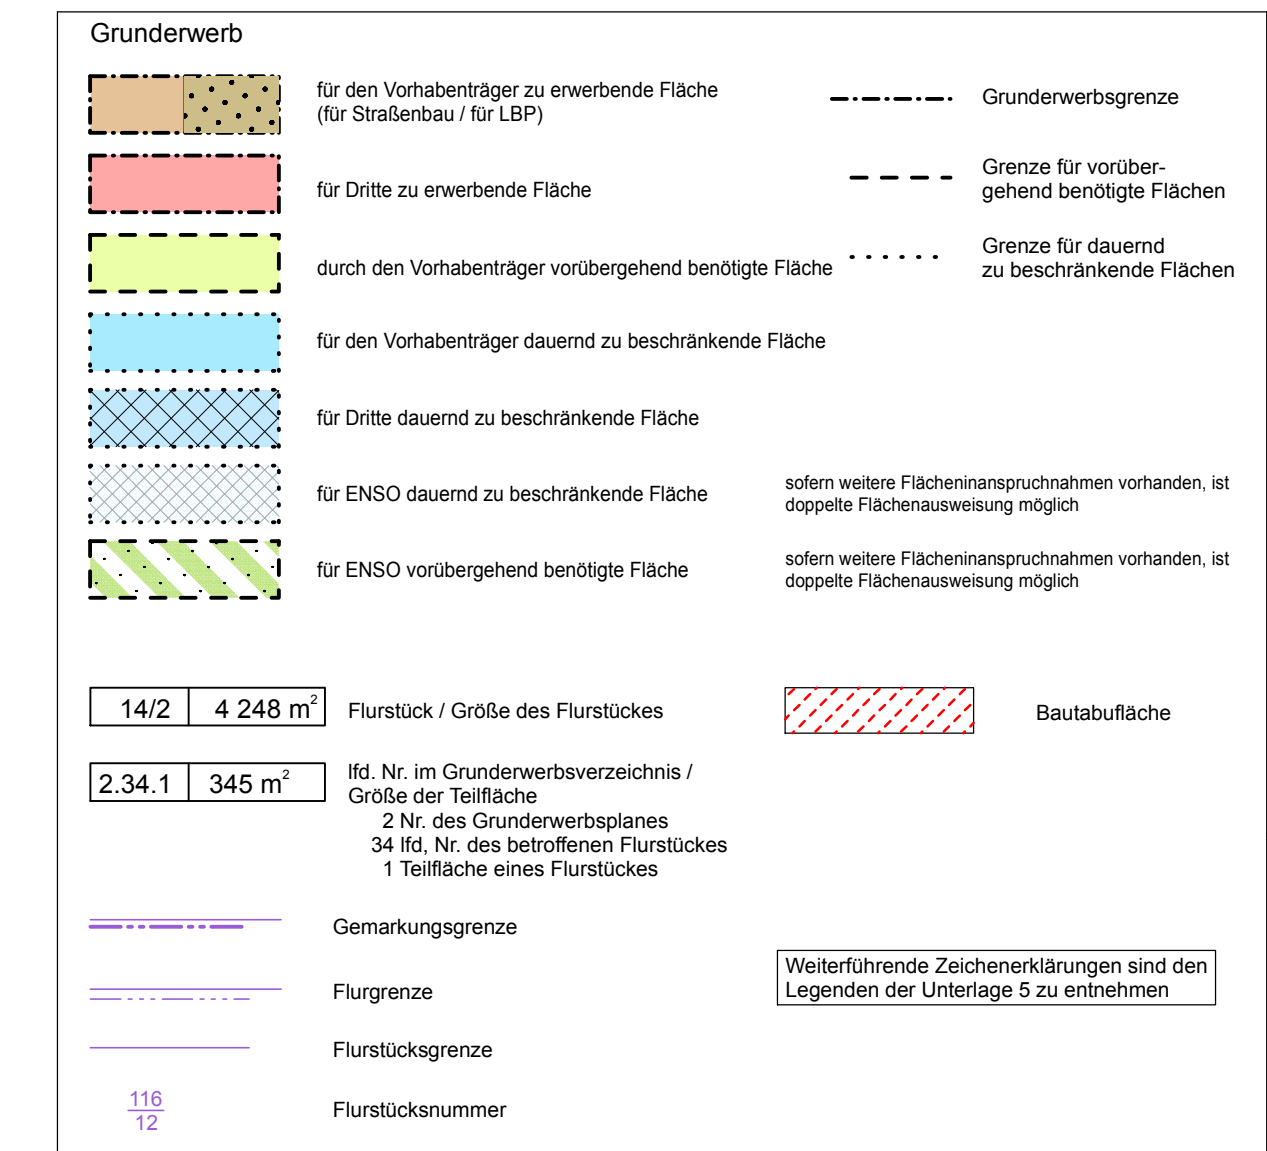 Grunderwerb
für den Vorhabenträger zu erwerbende Fläche
(für Straßenbau / für LBP)
Grunderwerbsgrenze
für Dritte zu erwerbende Fläche
Grenze für vorüber-
gehend benötigte Flächen
durch den Vorhabenträger vorübergehend benötigte Fläche
Grenze für dauernd
zu beschränkende Flächen
für den Vorhabenträger dauernd zu beschränkende Fläche
für Dritte dauernd zu beschränkende Fläche
für ENSO dauernd zu beschränkende Fläche
sofern weitere Flächeninanspruchnahmen vorhanden, ist
doppelte Flächenausweisung möglich
für ENSO vorübergehend benötigte Fläche
sofern weitere Flächeninanspruchnahmen vorhanden, ist
doppelte Flächenausweisung möglich
14/2 4 248 m²
Flurstück / Größe des Flurstückes
Bautabufläche
2.34.1 345 m²
lfd. Nr. im Grunderwerbsverzeichnis /
Größe der Teilfläche
2 Nr. des Grunderwerbsplanes
34 lfd, Nr. des betroffenen Flurstückes
1 Teilfläche eines Flurstückes
Gemarkungsgrenze
Weiterführende Zeichenerklärungen sind den
Legenden der Unterlage 5 zu entnehmen
Flurgrenze
Flurstücksgrenze
116
12
Flurstücksnummer